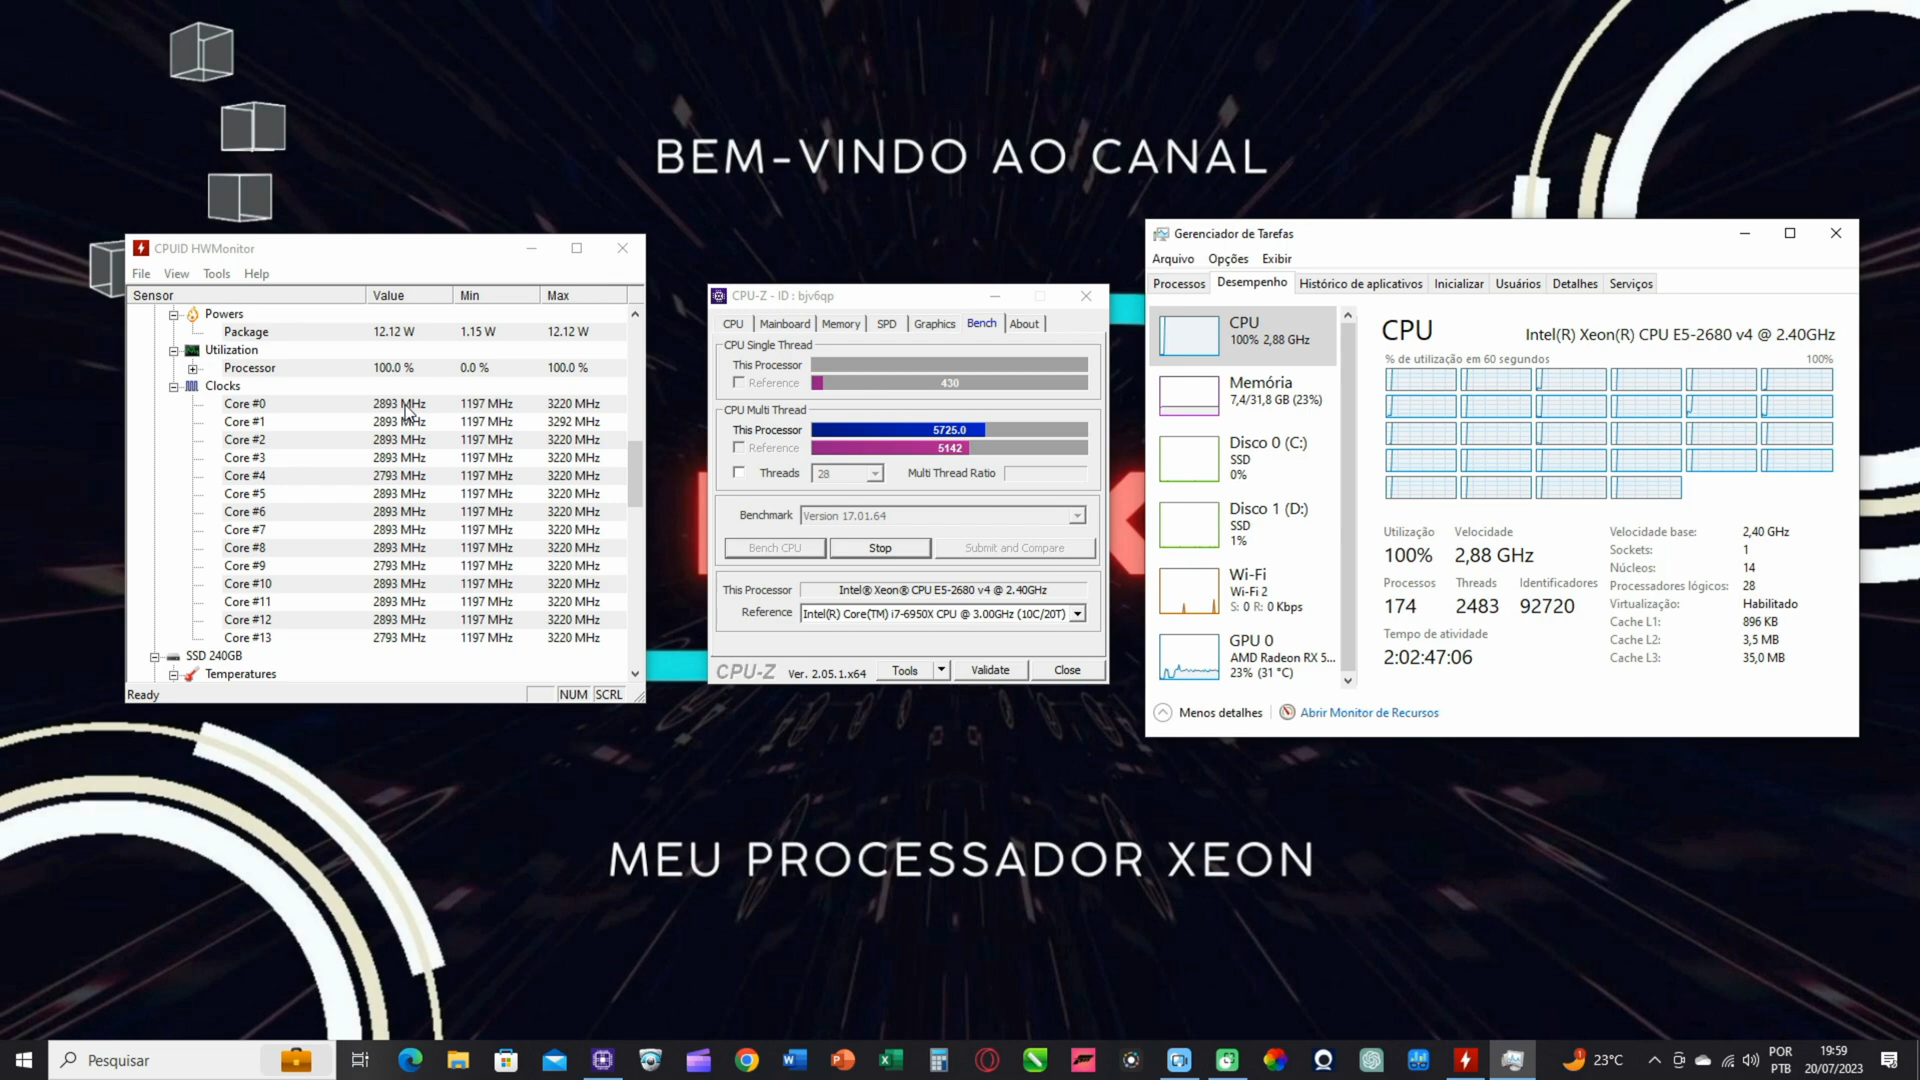 BEM-VINDO AO CANAL
CPUID HWMonitor
File View Tools Help
Sensor Value Min Max
Powers
Package 12.12 W 1.15 W 12.12 W
Utilization
Processor 100.0 % 0.0 % 100.0 %
Clocks
Core #0 2893 MHz 1197 MHz 3220 MHz
Core #1 2893 MHz 1197 MHz 3292 MHz
Core #2 2893 MHz 1197 MHz 3220 MHz
Core #3 2893 MHz 1197 MHz 3220 MHz
Core #4 2793 MHz 1197 MHz 3220 MHz
Core #5 2893 MHz 1197 MHz 3220 MHz
Core #6 2893 MHz 1197 MHz 3220 MHz
Core #7 2893 MHz 1197 MHz 3220 MHz
Core #8 2893 MHz 1197 MHz 3220 MHz
Core #9 2793 MHz 1197 MHz 3220 MHz
Core #10 2893 MHz 1197 MHz 3220 MHz
Core #11 2893 MHz 1197 MHz 3220 MHz
Core #12 2893 MHz 1197 MHz 3220 MHz
Core #13 2793 MHz 1197 MHz 3220 MHz
SSD 240GB
Temperatures
Ready NUM SCRL
CPU-Z - ID : bjv6qp
CPU Mainboard Memory SPD Graphics Bench About
CPU Single Thread
This Processor
Reference 430
CPU Multi Thread
This Processor 5725.0
Reference 5142
Threads 28 Multi Thread Ratio
Benchmark Version 17.01.64
Bench CPU Stop Submit and Compare
This Processor Intel® Xeon® CPU E5-2680 v4 @ 2.40GHz
Reference Intel(R) Core(TM) i7-6950X CPU @ 3.00GHz (10C/20T)
CPU-Z Ver. 2.05.1.x64 Tools Validate Close
Gerenciador de Tarefas
Arquivo Opções Exibir
Processos Desempenho Histórico de aplicativos Inicializar Usuários Detalhes Serviços
CPU
100% 2,88 GHz
Memória
7,4/31,8 GB (23%)
Disco 0 (C:)
SSD
0%
Disco 1 (D:)
SSD
1%
Wi-Fi
Wi-Fi 2
S: 0 R: 0 Kbps
GPU 0
AMD Radeon RX 5...
23% (31 °C)
CPU Intel(R) Xeon(R) CPU E5-2680 v4 @ 2.40GHz
% de utilização em 60 segundos 100%
Utilização Velocidade
100% 2,88 GHz
Processos Threads Identificadores
174 2483 92720
Tempo de atividade
2:02:47:06
Velocidade base: 2,40 GHz
Sockets: 1
Núcleos: 14
Processadores lógicos: 28
Virtualização: Habilitado
Cache L1: 896 KB
Cache L2: 3,5 MB
Cache L3: 35,0 MB
Menos detalhes Abrir Monitor de Recursos
MEU PROCESSADOR XEON
Pesquisar
23°C
POR
PTB
19:59
20/07/2023